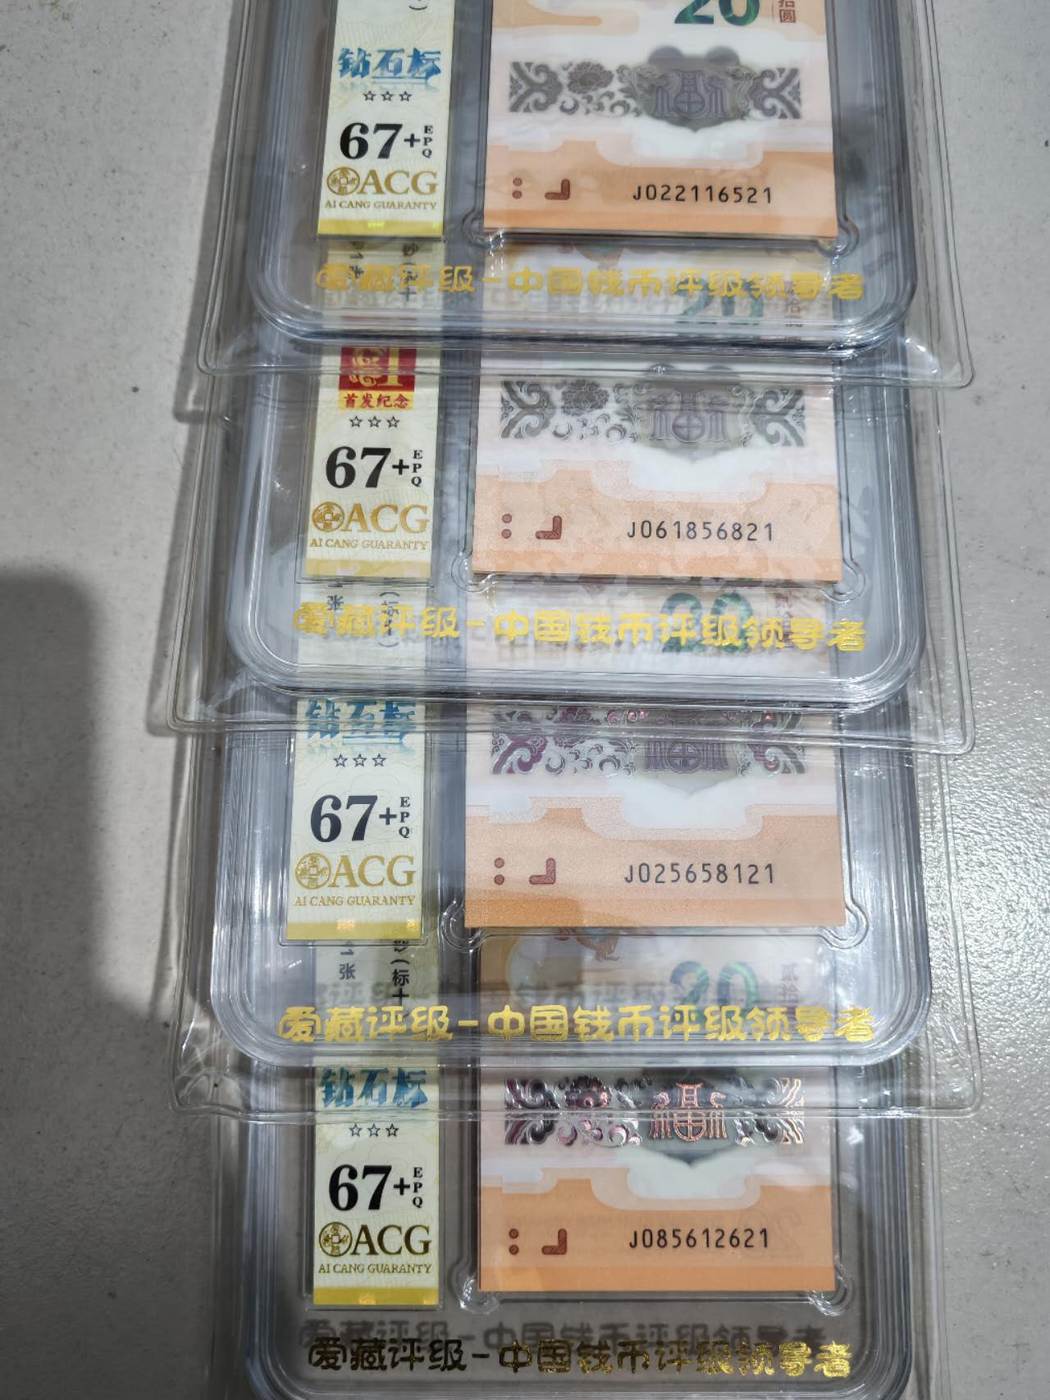 20
拾圆
钻石标
☆☆☆
67+
EPQ
ACG
AI CANG GUARANTY
J022116521
爱藏评级-中国钱币评级领导者
20
首发纪念
☆☆☆
67+
EPQ
ACG
AI CANG GUARANTY
J061856821
爱藏评级-中国钱币评级领导者
20
钻石标
☆☆☆
67+
EPQ
ACG
AI CANG GUARANTY
J025658121
1张
(标十
20
爱藏评级-中国钱币评级领导者
钻石标
☆☆☆
67+
EPQ
ACG
AI CANG GUARANTY
J085612621
爱藏评级-中国钱币评级领导者